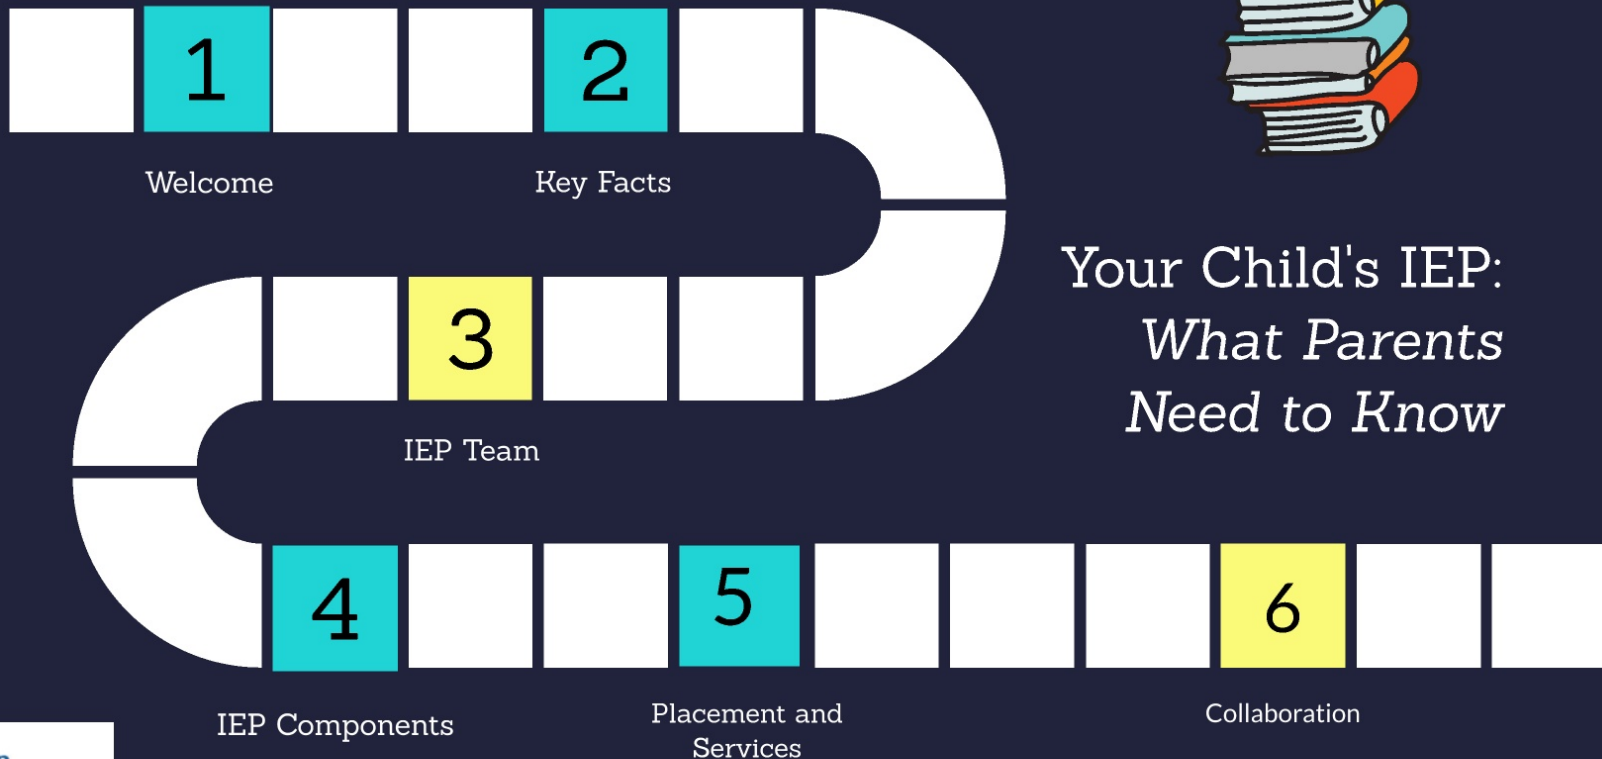 1
2
Welcome
Key Facts
Your Child's IEP:
What Parents
Need to Know
3
IEP Team
4
5
6
IEP Components
Placement and
Services
Collaboration